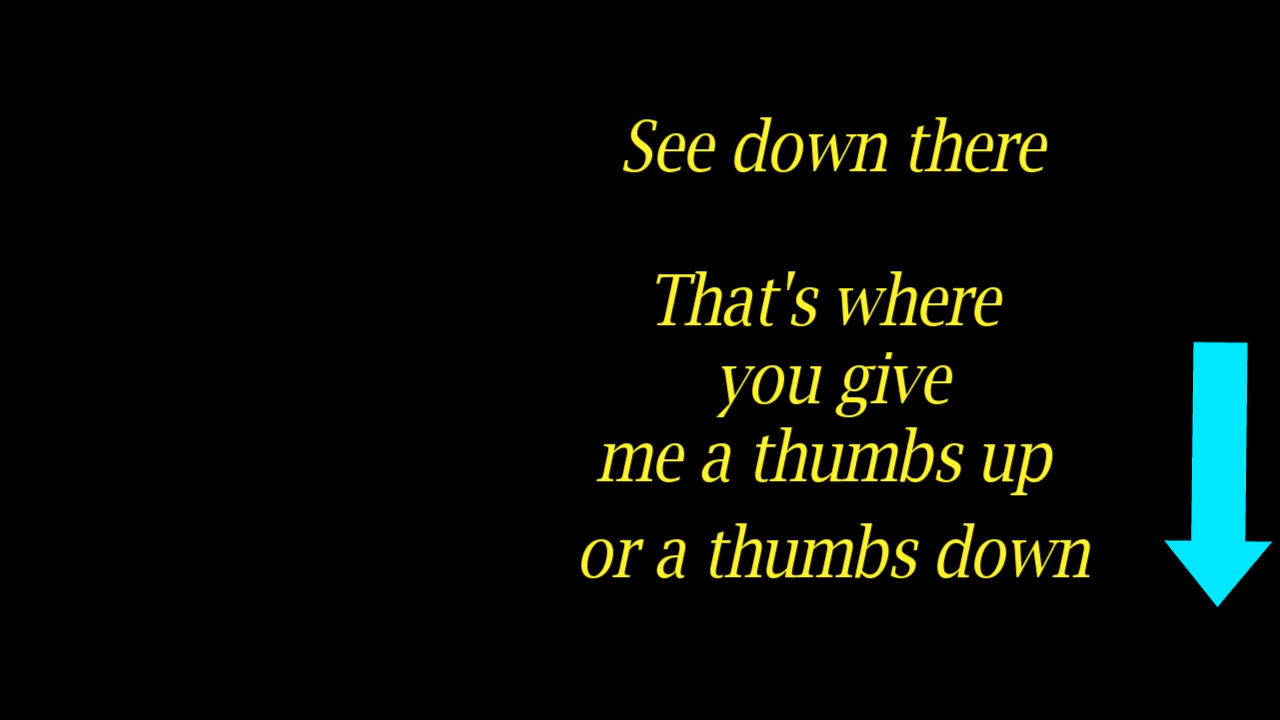 See down there
That's where
you give
me a thumbs up
or a thumbs down